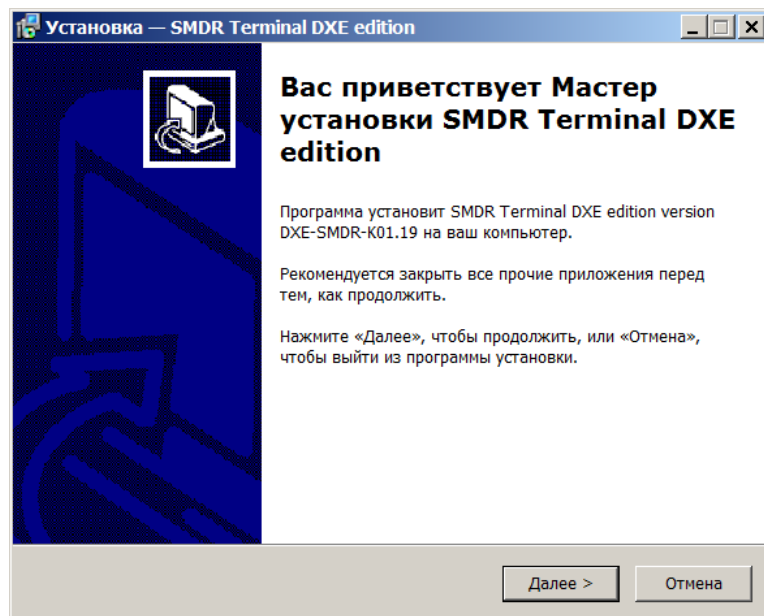 Установка — SMDR Terminal DXE edition
Вас приветствует Мастер
установки SMDR Terminal DXE
edition
Программа установит SMDR Terminal DXE edition version
DXE-SMDR-K01.19 на ваш компьютер.
Рекомендуется закрыть все прочие приложения перед
тем, как продолжить.
Нажмите «Далее», чтобы продолжить, или «Отмена»,
чтобы выйти из программы установки.
Далее >
Отмена